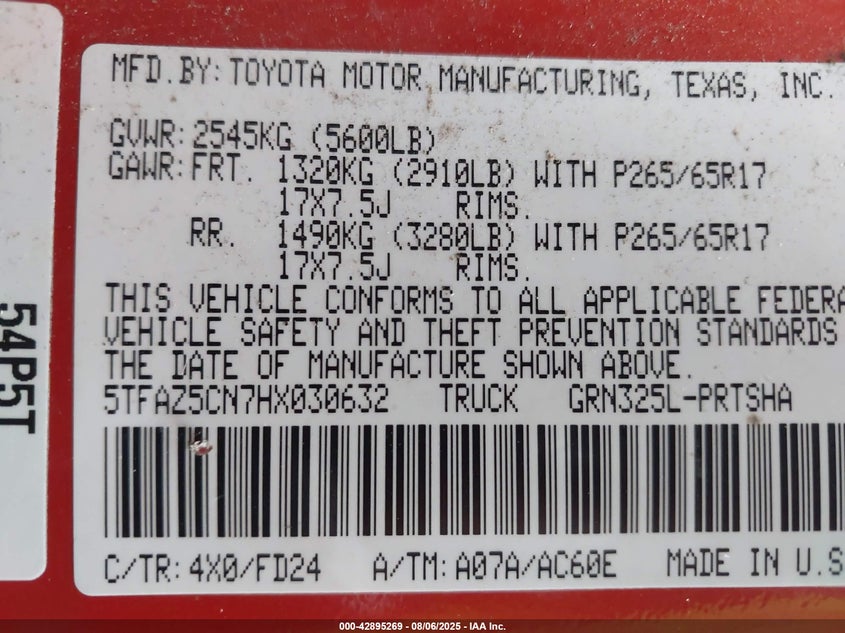 MFD.BY: TOYOTA MOTOR MANUFACTURING, TEXAS, INC.
GVWR: 2545KG (5600LB)
GAWR: FRT. 1320KG (2910LB) WITH P265/65R17
17X7.5J RIMS.
RR. 1490KG (3280LB) WITH P265/65R17
17X7.5J RIMS.
THIS VEHICLE CONFORMS TO ALL APPLICABLE FEDERA
VEHICLE SAFETY AND THEFT PREVENTION STANDARDS
THE DATE OF MANUFACTURE SHOWN ABOVE.
5TFAZ5CN7HX030632 TRUCK GRN325L-PRTSHA
C/TR: 4X0/FD24 A/TM: A07A/AC60E MADE IN U.S
54P5T
000-42895269 - 08/06/2025 - IAA Inc.